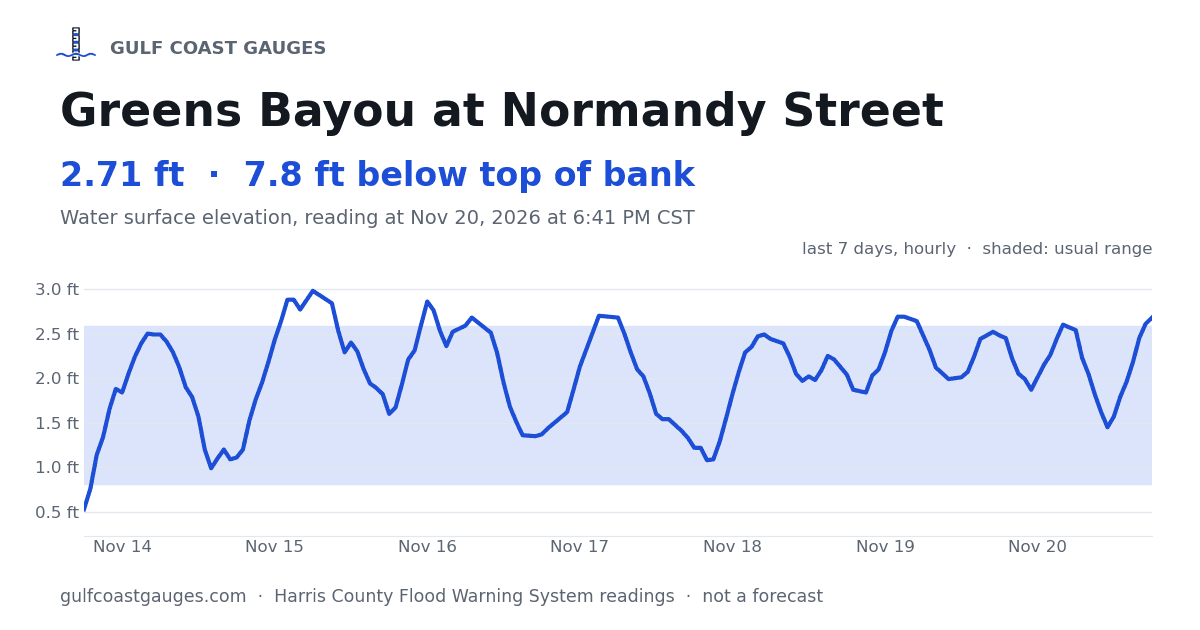 GULF COAST GAUGES
Greens Bayou at Normandy Street
2.71 ft · 7.8 ft below top of bank
Water surface elevation, reading at Nov 20, 2026 at 6:41 PM CST
last 7 days, hourly · shaded: usual range
3.0 ft
2.5 ft
2.0 ft
1.5 ft
1.0 ft
0.5 ft
Nov 14 Nov 15 Nov 16 Nov 17 Nov 18 Nov 19 Nov 20
gulfcoastgauges.com · Harris County Flood Warning System readings · not a forecast